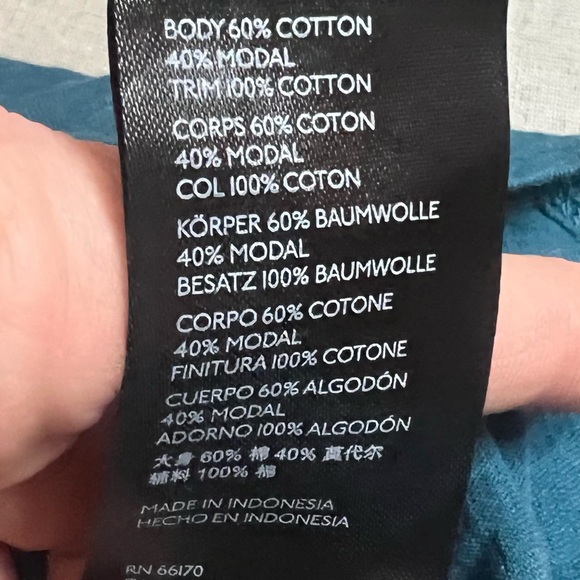 BODY 60% COTTON
40% MODAL
TRIM 100% COTTON
CORPS 60% COTON
40% MODAL
COL 100% COTON
KÖRPER 60% BAUMWOLLE
40% MODAL
BESATZ 100% BAUMWOLLE
CORPO 60% COTONE
40% MODAL
FINITURA 100% COTONE
CUERPO 60% ALGODÓN
40% MODAL
ADORNO 100% ALGODÓN
大身 60% 棉 40% 莫代尔
辅料 100% 棉
MADE IN INDONESIA
HECHO EN INDONESIA
RN 66170